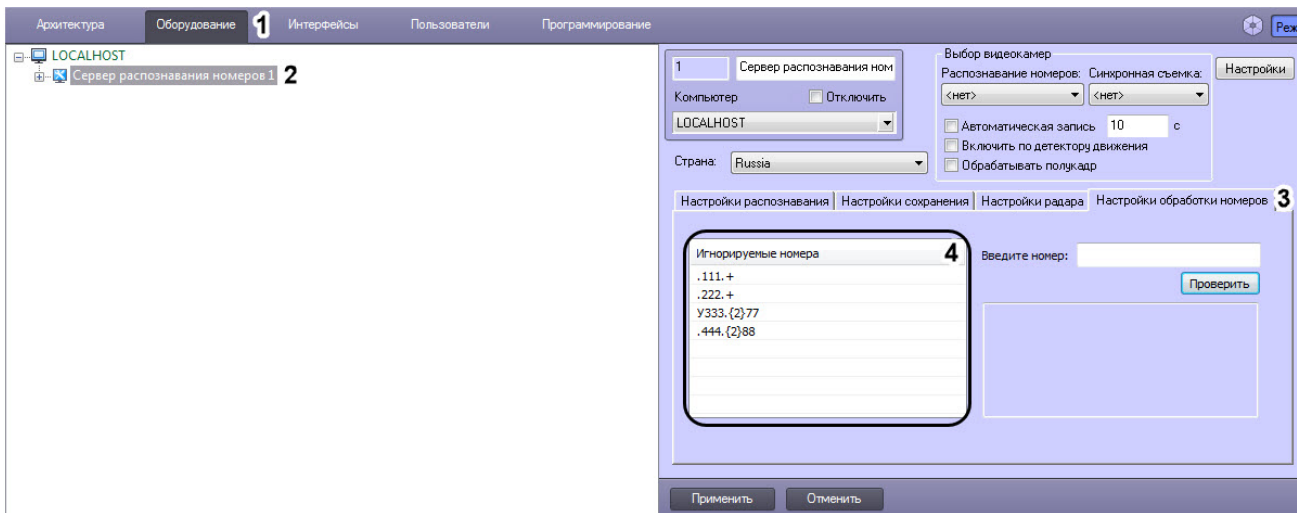 Архитектура Оборудование 1 Интерфейсы Пользователи Программирование Реж
LOCALHOST
Сервер распознавания номеров 1 2
1 Сервер распознавания ном
Компьютер Отключить
LOCALHOST
Страна: Russia
Выбор видеокамер
Распознавание номеров: Синхронная съемка:
<нет> <нет>
Автоматическая запись 10 с
Включить по детектору движения
Обрабатывать полукадр
Настройки
Настройки распознавания Настройки сохранения Настройки радара Настройки обработки номеров 3
Игнорируемые номера 4
.111.+
.222.+
У333.{2}77
.444.{2}88
Введите номер:
Проверить
Применить Отменить